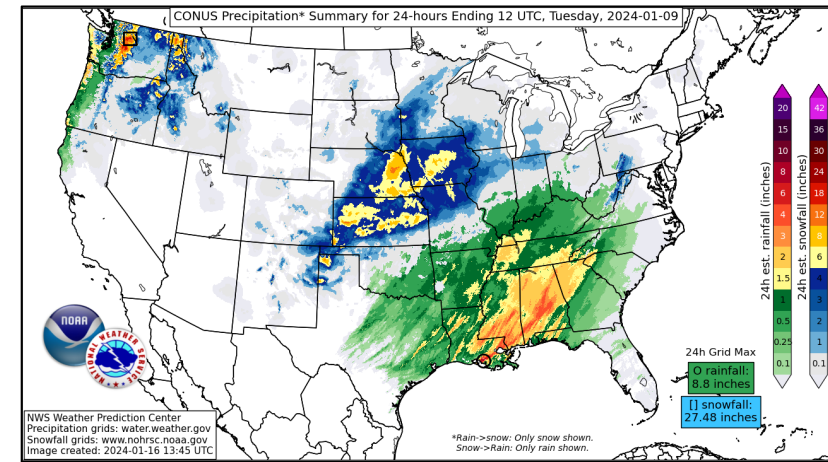 CONUS Precipitation* Summary for 24-hours Ending 12 UTC, Tuesday, 2024-01-09
24h est. rainfall (inches)
20
15
10
8
6
4
3
2
1.5
1
0.5
0.25
0.1
24h est. snowfall (inches)
42
36
30
24
18
12
8
6
4
3
2
1
0.1
NOAA
NATIONAL WEATHER SERVICE
24h Grid Max
O rainfall:
8.8 inches
[] snowfall:
27.48 inches
NWS Weather Prediction Center
Precipitation grids: water.weather.gov
Snowfall grids: www.nohrsc.noaa.gov
Image created: 2024-01-16 13:45 UTC
*Rain->snow: Only snow shown.
Snow->Rain: Only rain shown.